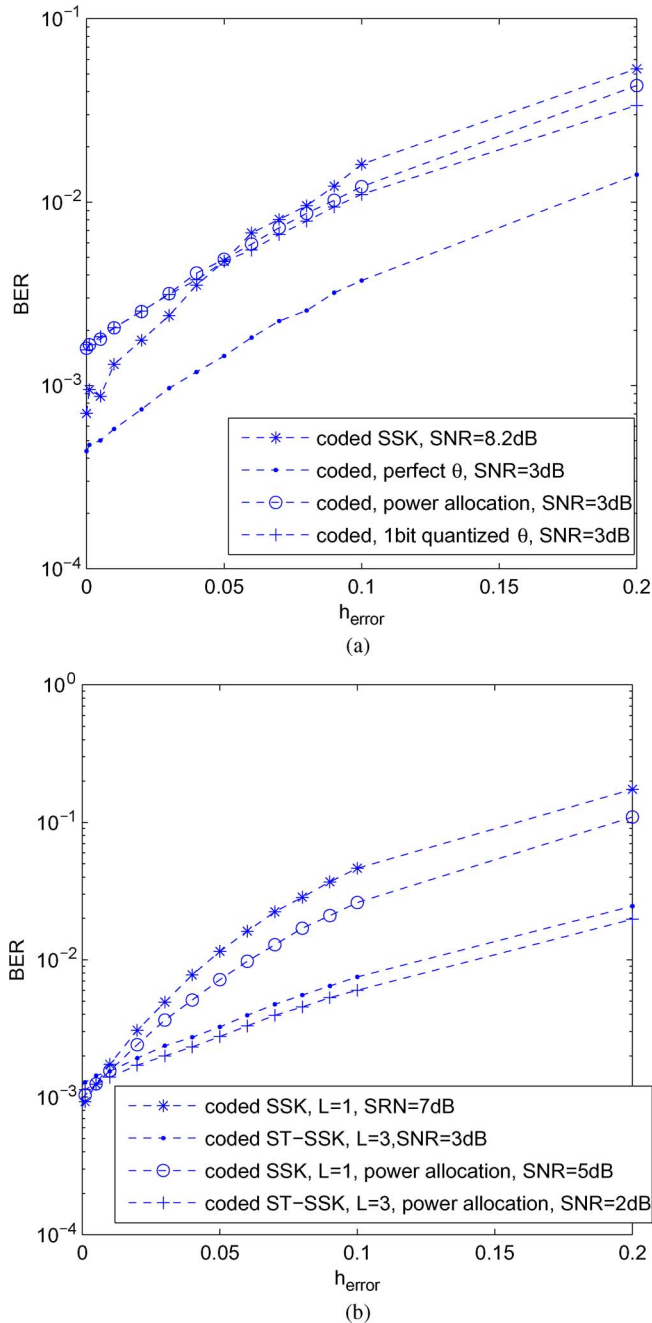 10^-1
10^-2
BER
10^-3
10^-4
coded SSK, SNR=8.2dB
coded, perfect θ, SNR=3dB
coded, power allocation, SNR=3dB
coded, 1bit quantized θ, SNR=3dB
0 0.05 0.1 0.15 0.2
h_error
(a)
10^0
10^-1
BER
10^-2
10^-3
10^-4
coded SSK, L=1, SRN=7dB
coded ST-SSK, L=3,SNR=3dB
coded SSK, L=1, power allocation, SNR=5dB
coded ST-SSK, L=3, power allocation, SNR=2dB
0 0.05 0.1 0.15 0.2
h_error
(b)